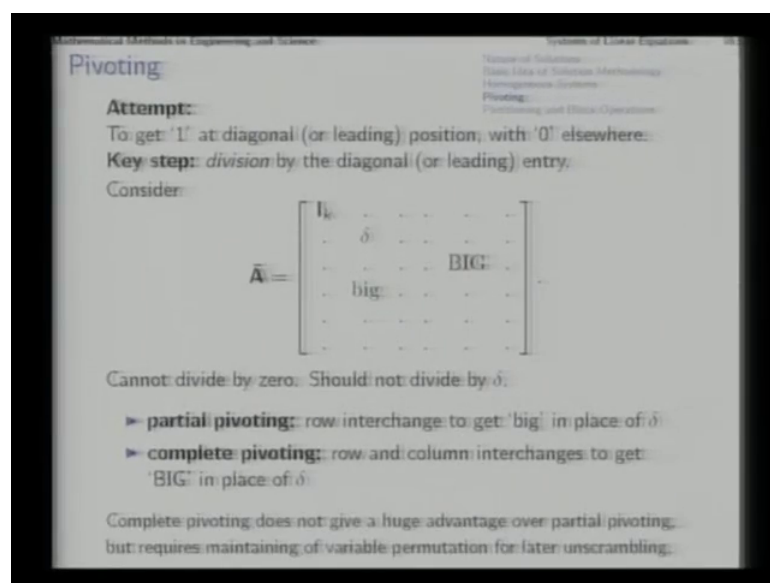 Mathematical Methods in Engineering and Science
Systems of Linear Equations
Pivoting
Nature of Solutions
Basic Idea of Solution Methodology
Homogeneous Systems
Pivoting
Partitioning and Block Operations
Attempt:
To get '1' at diagonal (or leading) position, with '0' elsewhere.
Key step: division by the diagonal (or leading) entry.
Consider
Iₖ . . . . .
. δ . . . .
. . . . BIG .
Ā =
. big . . . .
. . . . . .
. . . . . .
Cannot divide by zero. Should not divide by δ.
► partial pivoting: row interchange to get 'big' in place of δ
► complete pivoting: row and column interchanges to get
'BIG' in place of δ
Complete pivoting does not give a huge advantage over partial pivoting,
but requires maintaining of variable permutation for later unscrambling.